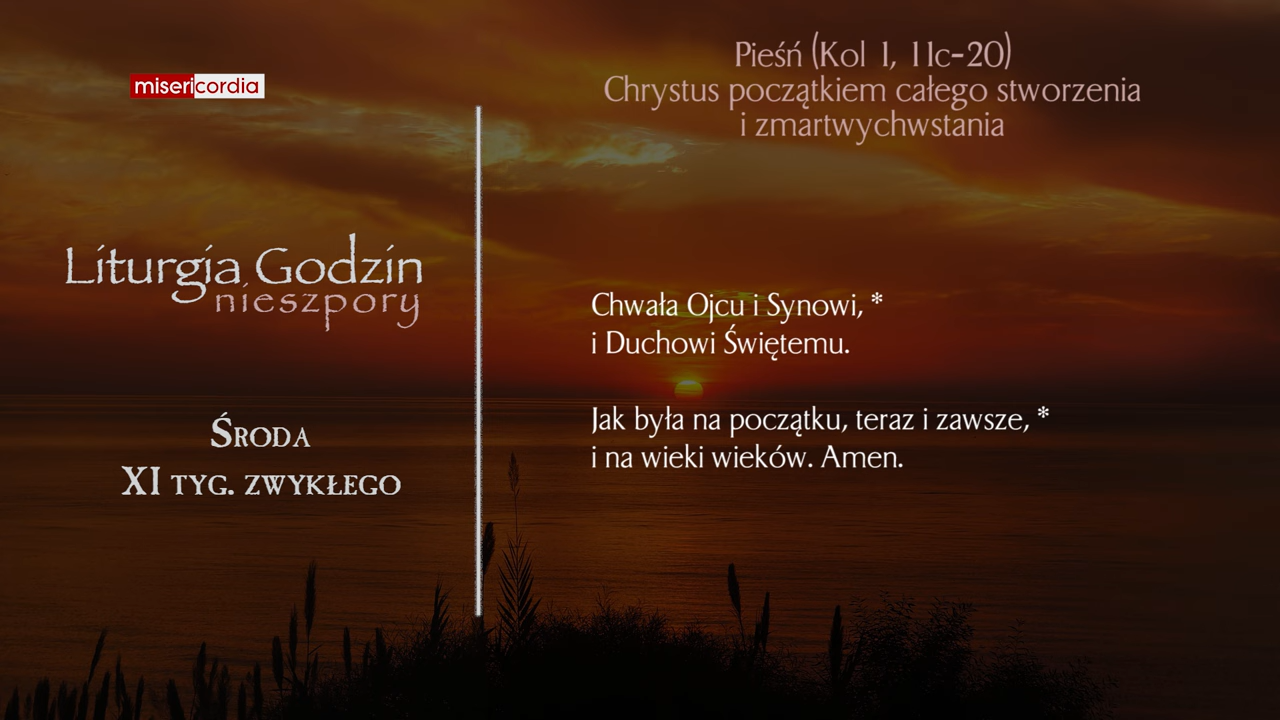 misericordia
Liturgia Godzin
nieszpory
Środa
XI tyg. zwykłego
Pieśń (Kol 1, 11c-20)
Chrystus początkiem całego stworzenia
i zmartwychwstania
Chwała Ojcu i Synowi, *
i Duchowi Świętemu.
Jak była na początku, teraz i zawsze, *
i na wieki wieków. Amen.